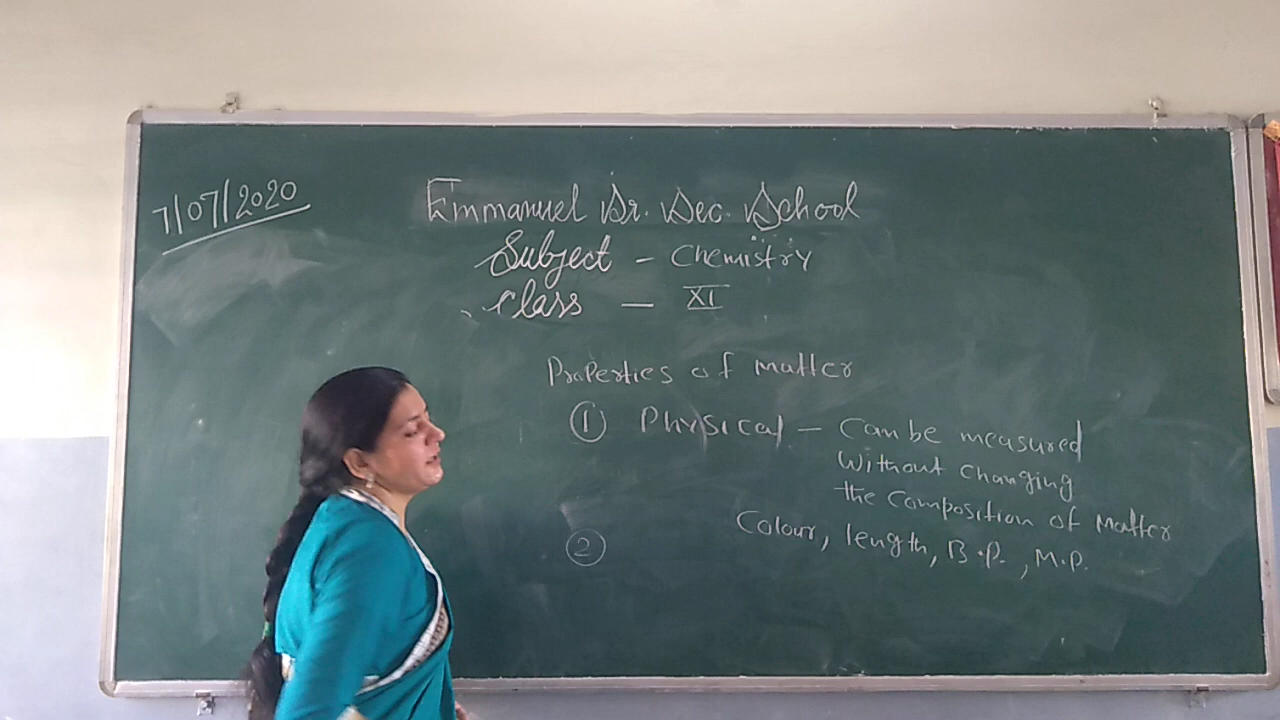 7/07/2020
Emmanuel Sr. Sec. School
Subject - Chemistry
Class - XI
Properties of matter
① Physical - Can be measured
Without changing
the Composition of Matter
Colour, length, B.P., M.P.
②